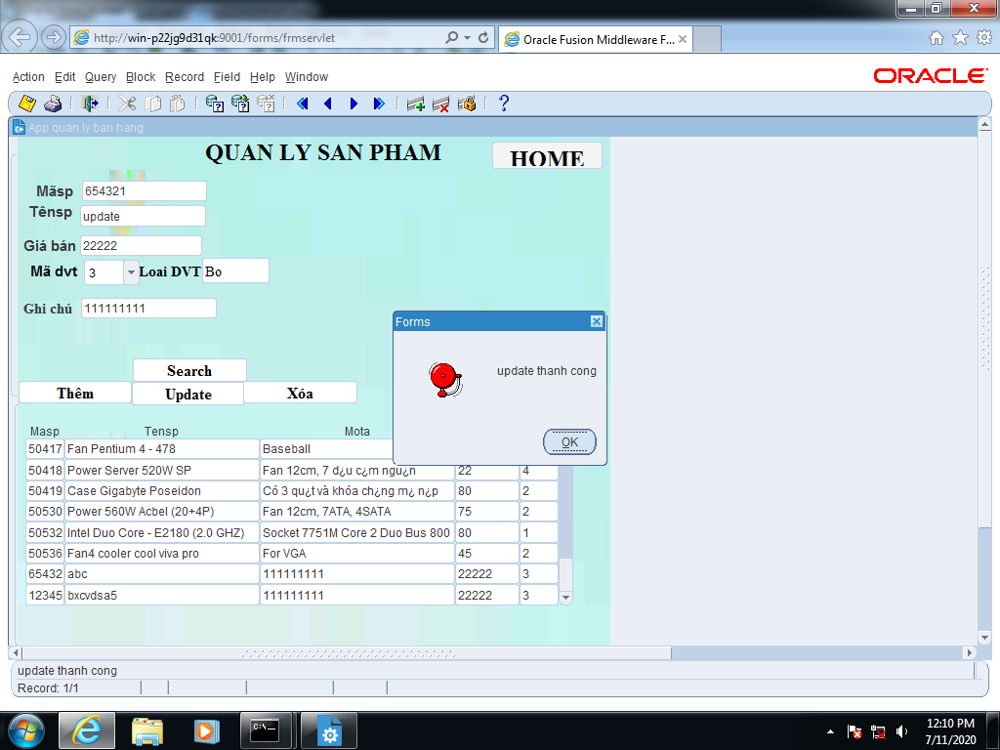 http://win-p22jg9d31qk:9001/forms/frmservlet
Oracle Fusion Middleware F...
Action Edit Query Block Record Field Help Window
ORACLE
App quan ly ban hang
QUAN LY SAN PHAM
HOME
Mãsp 654321
Tênsp update
Giá bán 22222
Mã dvt 3 Loai DVT Bo
Ghi chú 111111111
Forms
update thanh cong
OK
Search
Thêm Update Xóa
Masp Tensp Mota
50417 Fan Pentium 4 - 478 Baseball
50418 Power Server 520W SP Fan 12cm, 7 d¿u c¿m ngu¿n 22 4
50419 Case Gigabyte Poseidon Có 3 qu¿t và khóa ch¿ng m¿ n¿p 80 2
50530 Power 560W Acbel (20+4P) Fan 12cm, 7ATA, 4SATA 75 2
50532 Intel Duo Core - E2180 (2.0 GHZ) Socket 7751M Core 2 Duo Bus 800 80 1
50536 Fan4 cooler cool viva pro For VGA 45 2
65432 abc 111111111 22222 3
12345 bxcvdsa5 111111111 22222 3
update thanh cong
Record: 1/1
12:10 PM
7/11/2020